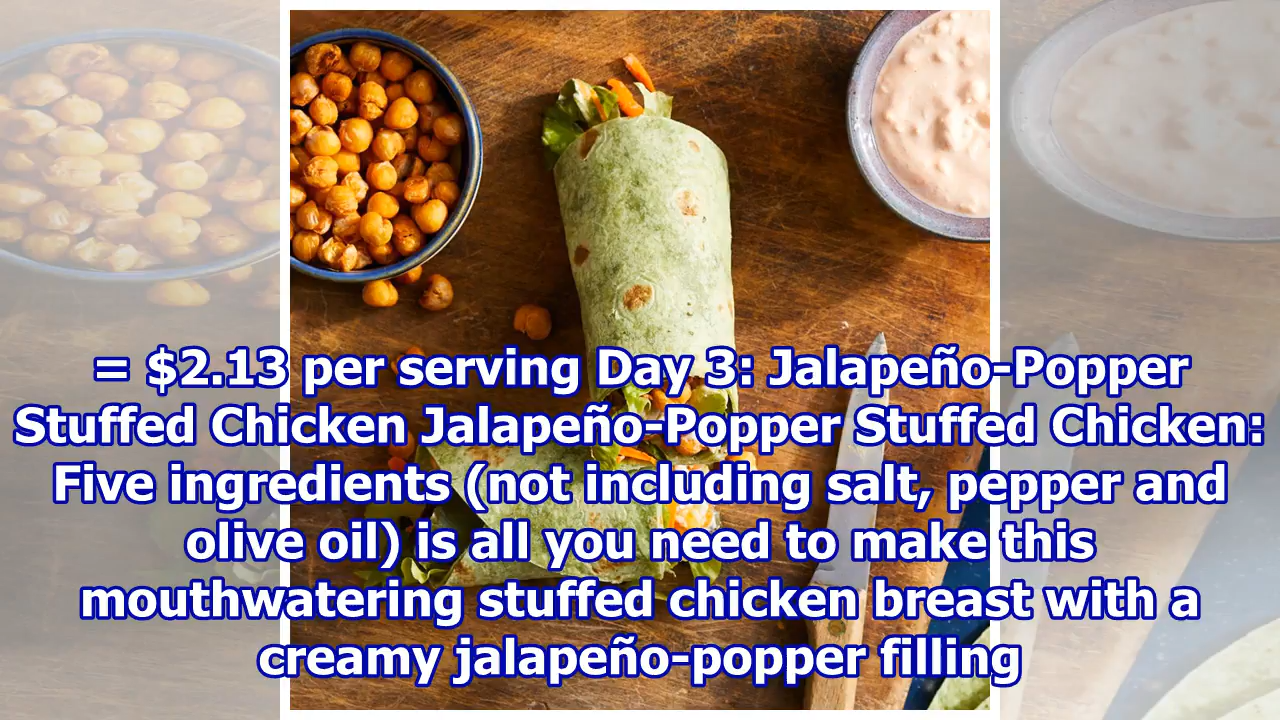 = $2.13 per serving Day 3: Jalapeño-Popper
Stuffed Chicken Jalapeño-Popper Stuffed Chicken:
Five ingredients (not including salt, pepper and
olive oil) is all you need to make this
mouthwatering stuffed chicken breast with a
creamy jalapeño-popper filling